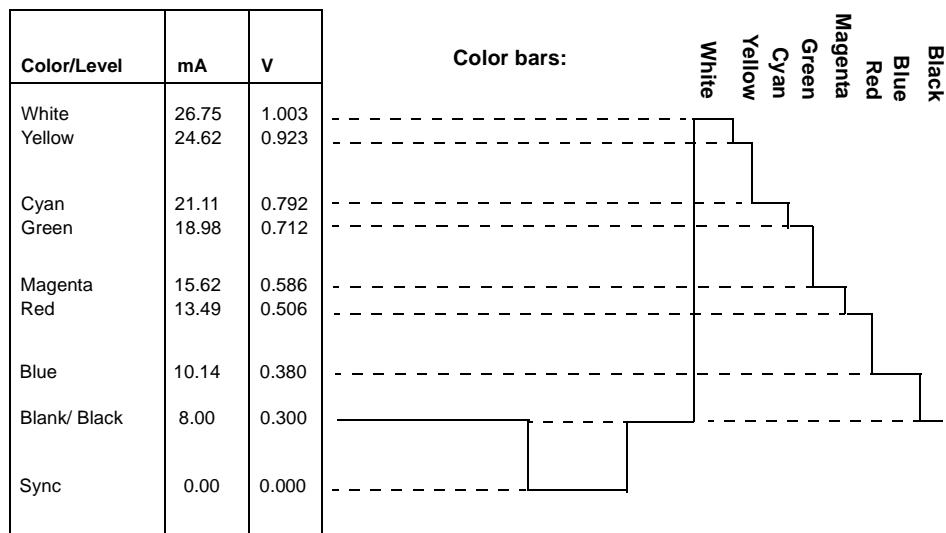 Color/Level mA V
White 26.75 1.003
Yellow 24.62 0.923
Cyan 21.11 0.792
Green 18.98 0.712
Magenta 15.62 0.586
Red 13.49 0.506
Blue 10.14 0.380
Blank/ Black 8.00 0.300
Sync 0.00 0.000
Color bars:
White
Yellow
Cyan
Green
Magenta
Red
Blue
Black